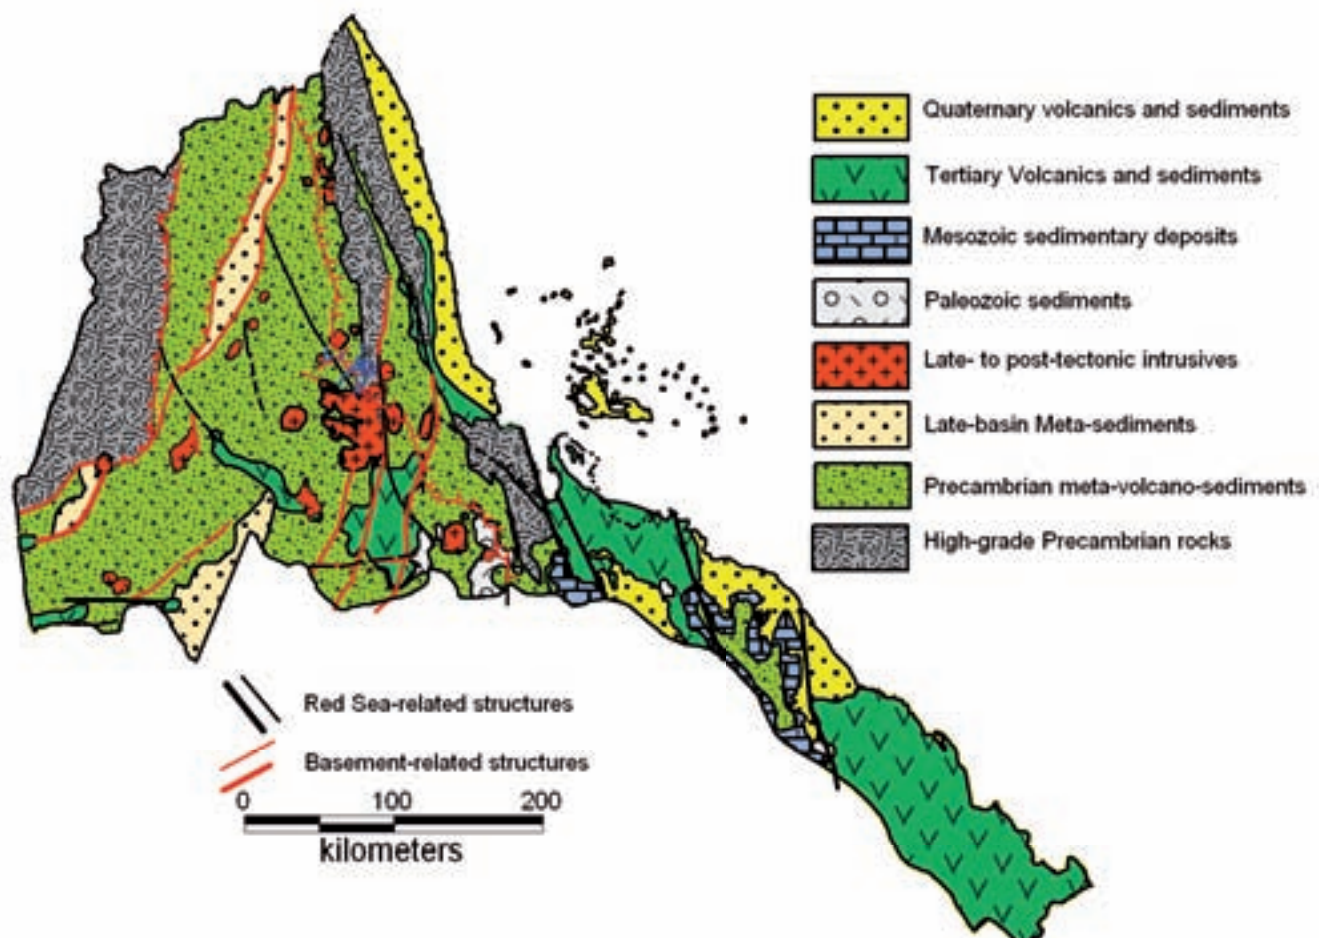 Quaternary volcanics and sediments
Tertiary Volcanics and sediments
Mesozoic sedimentary deposits
Paleozoic sediments
Late- to post-tectonic intrusives
Late-basin Meta-sediments
Precambrian meta-volcano-sediments
High-grade Precambrian rocks
Red Sea-related structures
Basement-related structures
0 100 200
kilometers